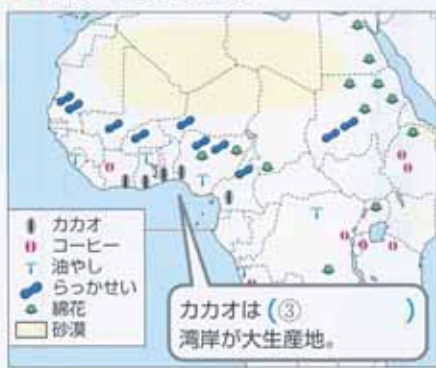 カカオ
コーヒー
油やし
らっかせい
綿花
砂漠
カカオは(③　　　　)
湾岸が大生産地。